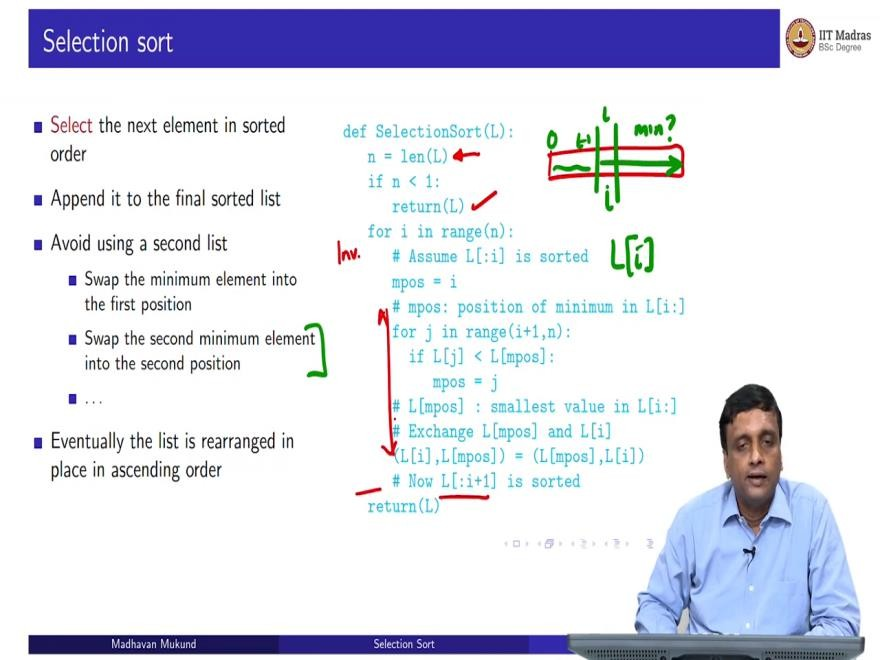 Selection sort
IIT Madras
BSc Degree
Select the next element in sorted
order
Append it to the final sorted list
Avoid using a second list
Swap the minimum element into
the first position
Swap the second minimum element
into the second position
...
Eventually the list is rearranged in
place in ascending order
def SelectionSort(L):
n = len(L)
if n < 1:
return(L)
for i in range(n):
Inv.
# Assume L[:i] is sorted
mpos = i
# mpos: position of minimum in L[i:]
for j in range(i+1,n):
if L[j] < L[mpos]:
mpos = j
# L[mpos] : smallest value in L[i:]
# Exchange L[mpos] and L[i]
(L[i],L[mpos]) = (L[mpos],L[i])
# Now L[:i+1] is sorted
return(L)
0 i min?
i
L[i]
Madhavan Mukund
Selection Sort